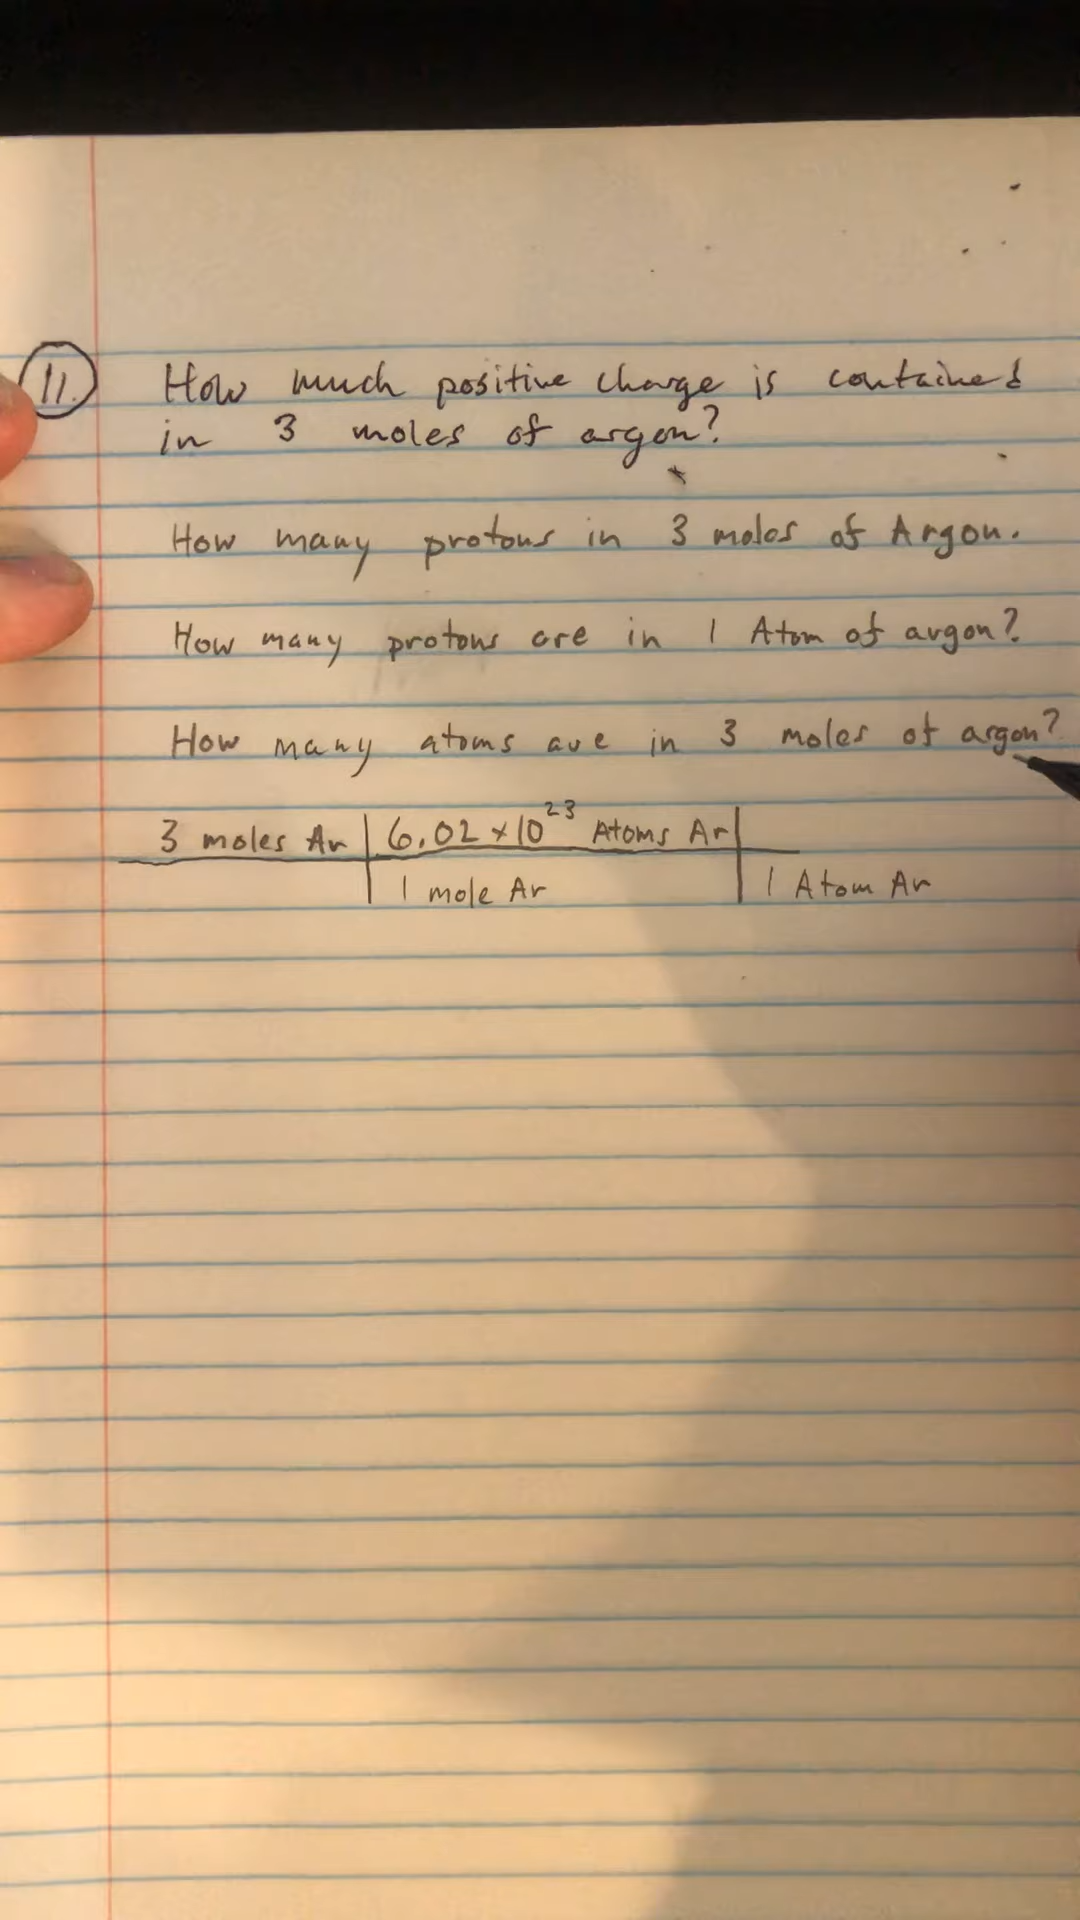 11. How much positive charge is contained
in 3 moles of argon?
How many protons in 3 moles of Argon.
How many protons are in 1 Atom of argon?
How many atoms are in 3 moles of argon?
3 moles Ar | 6.02 x 10²³ Atoms Ar |
| 1 mole Ar | 1 Atom Ar